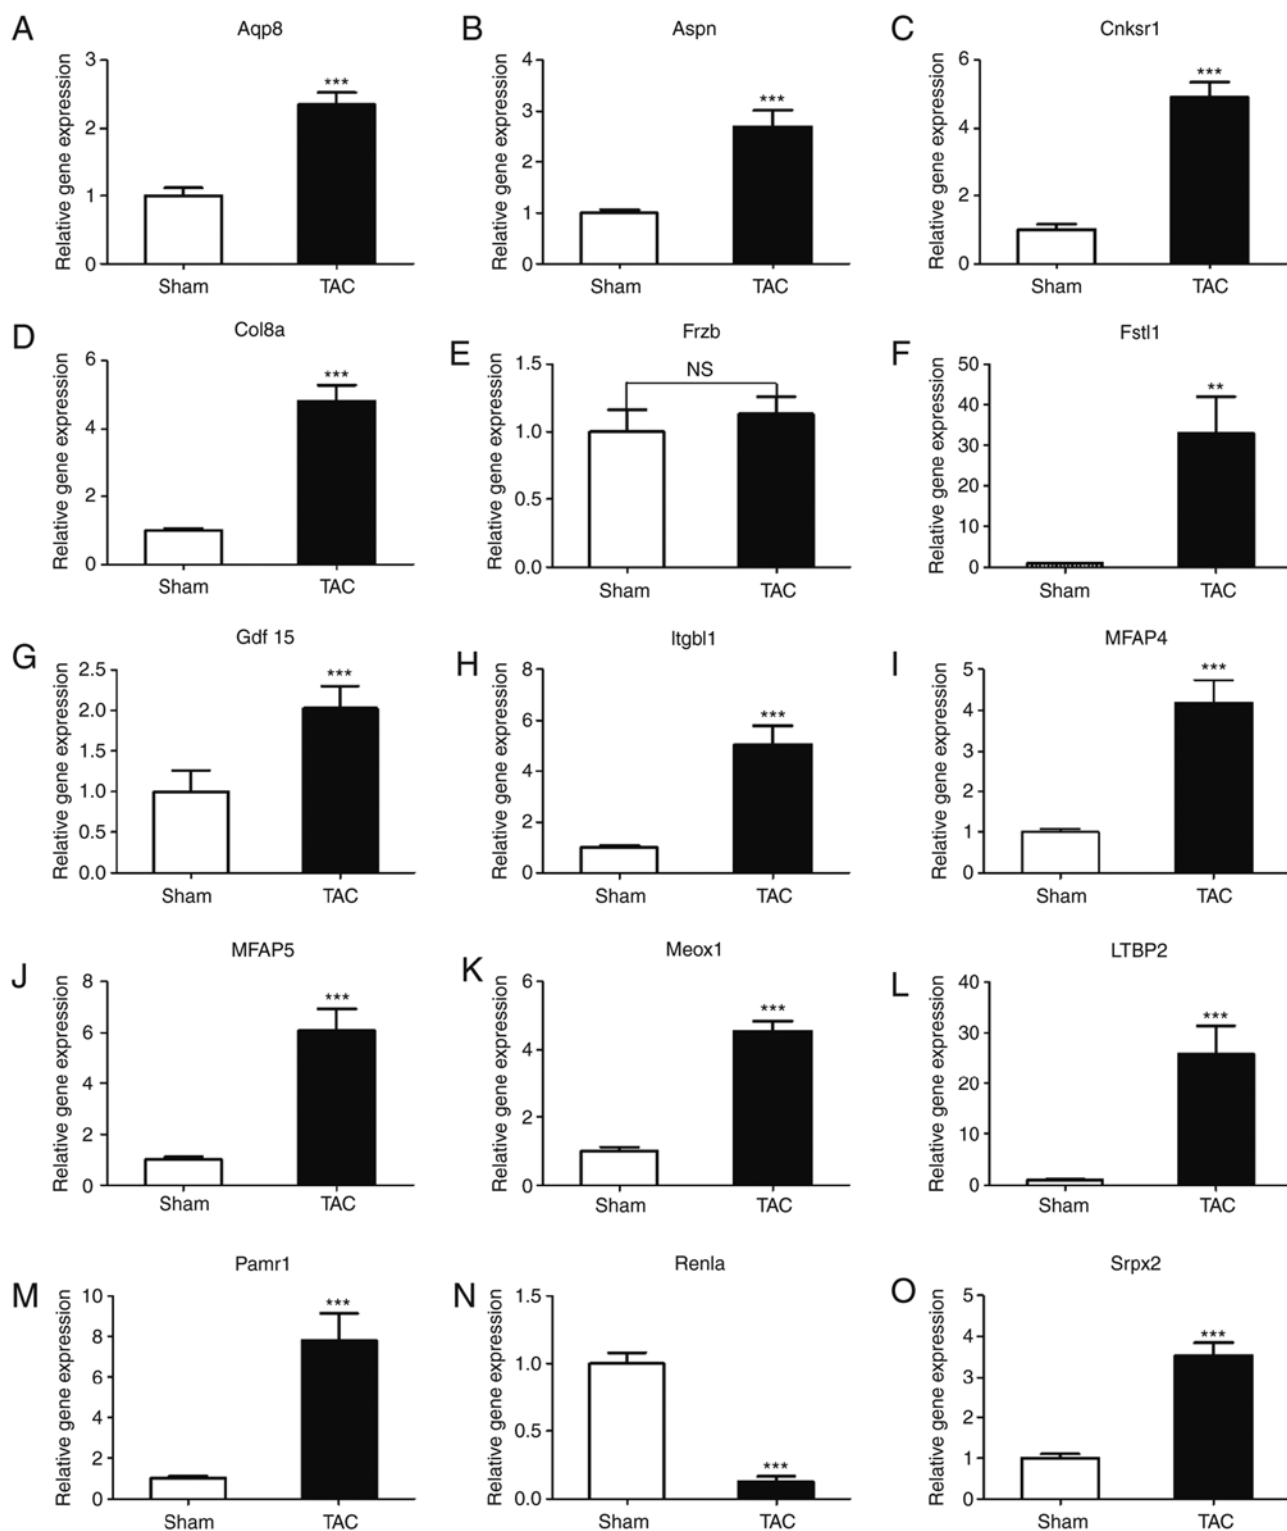 A
Aqp8
Relative gene expression
3
2
1
0
***
Sham
TAC
B
Aspn
Relative gene expression
4
3
2
1
0
***
Sham
TAC
C
Cnksr1
Relative gene expression
6
4
2
0
***
Sham
TAC
D
Col8a
Relative gene expression
6
4
2
0
***
Sham
TAC
E
Frzb
Relative gene expression
1.5
1.0
0.5
0.0
NS
Sham
TAC
F
Fstl1
Relative gene expression
50
40
30
20
10
0
**
Sham
TAC
G
Gdf 15
Relative gene expression
2.5
2.0
1.5
1.0
0.5
0.0
***
Sham
TAC
H
Itgbl1
Relative gene expression
8
6
4
2
0
***
Sham
TAC
I
MFAP4
Relative gene expression
5
4
3
2
1
0
***
Sham
TAC
J
MFAP5
Relative gene expression
8
6
4
2
0
***
Sham
TAC
K
Meox1
Relative gene expression
6
4
2
0
***
Sham
TAC
L
LTBP2
Relative gene expression
40
30
20
10
0
***
Sham
TAC
M
Pamr1
Relative gene expression
10
8
6
4
2
0
***
Sham
TAC
N
Renla
Relative gene expression
1.5
1.0
0.5
0.0
***
Sham
TAC
O
Srpx2
Relative gene expression
5
4
3
2
1
0
***
Sham
TAC